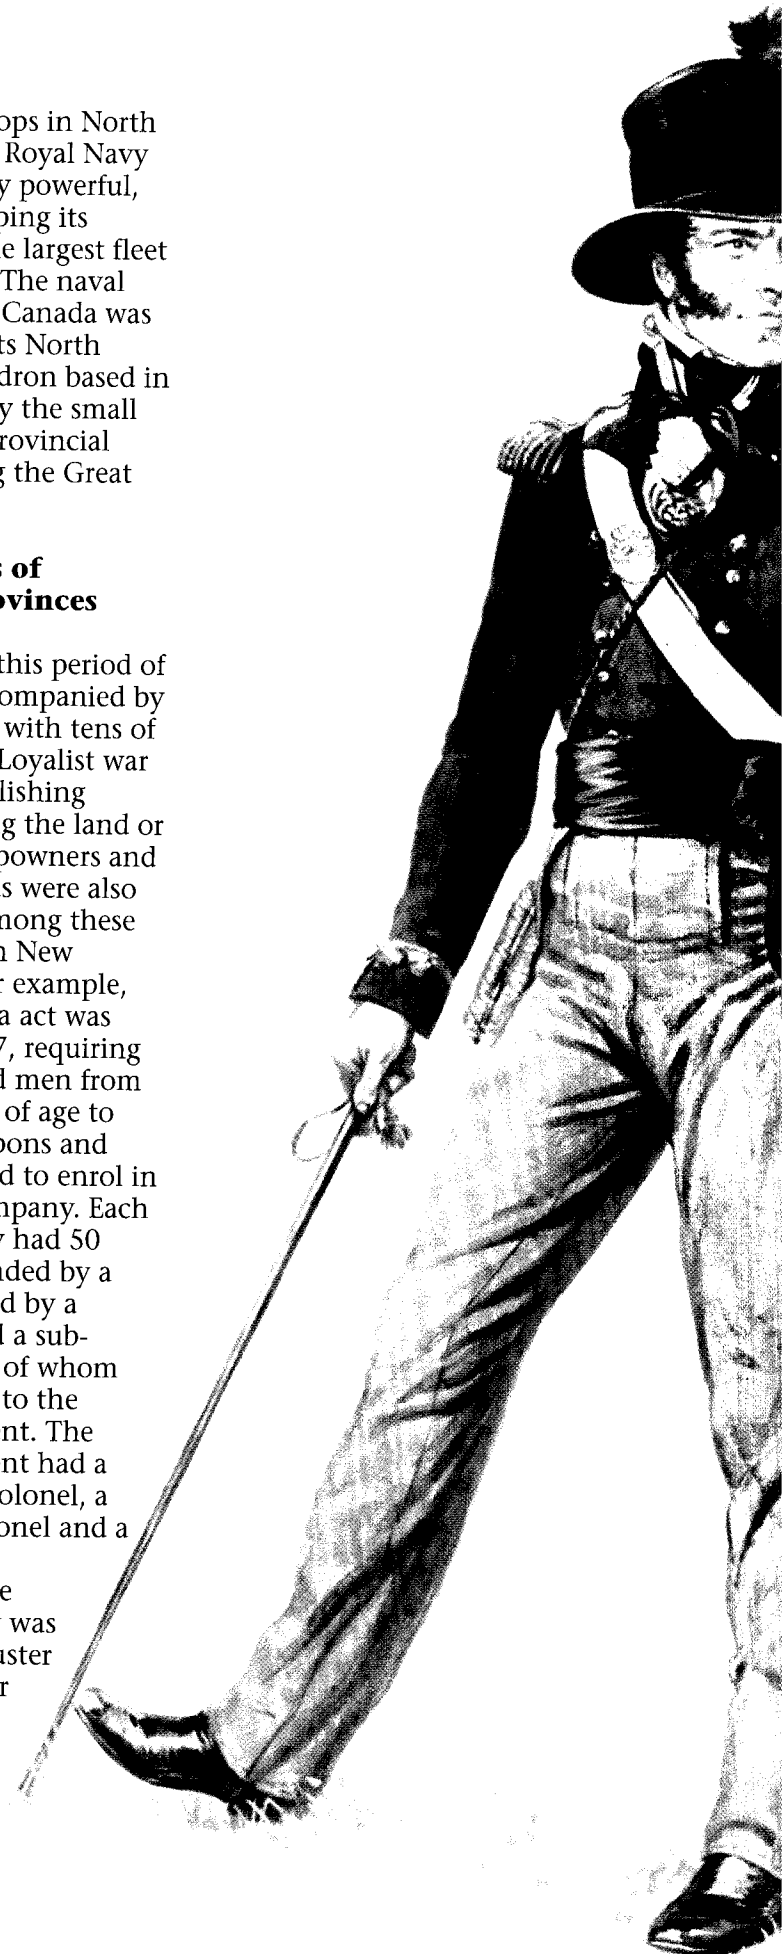 ops in North
Royal Navy
y powerful,
ping its
e largest fleet
The naval
Canada was
ts North
dron based in
y the small
rovincial
g the Great
s of
ovinces
this period of
ompanied by
with tens of
Loyalist war
lishing
g the land or
powners and
s were also
mong these
n New
r example,
a act was
7, requiring
d men from
of age to
pons and
d to enrol in
mpany. Each
y had 50
nded by a
d by a
l a sub-
of whom
to the
nt. The
nt had a
olonel, a
onel and a
e
was
uster
r